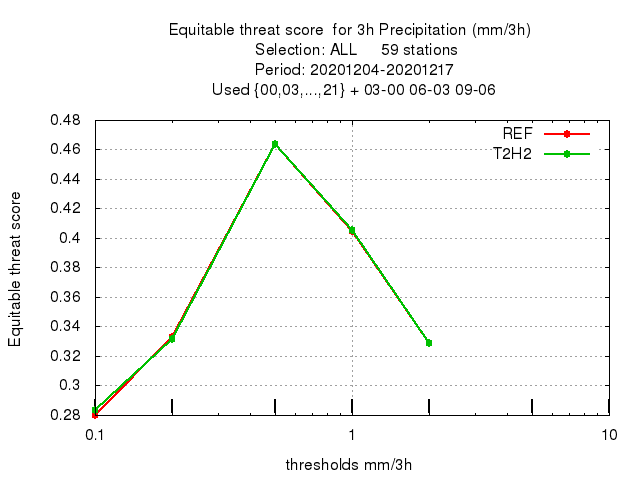 Equitable threat score  for 3h Precipitation (mm/3h)
Selection: ALL     59 stations
Period: 20201204-20201217
Used {00,03,...,21} + 03-00 06-03 09-06
REF
T2H2
Equitable threat score
0.48
0.46
0.44
0.42
0.4
0.38
0.36
0.34
0.32
0.3
0.28
0.1 1 10
thresholds mm/3h